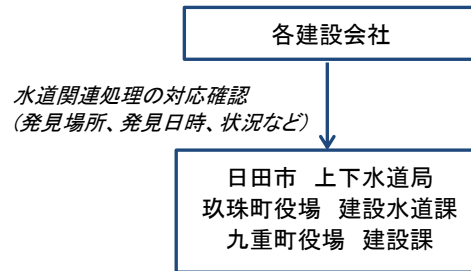 各建設会社
水道関連処理の対応確認
(発見場所、発見日時、状況など)
日田市 上下水道局
玖珠町役場 建設水道課
九重町役場 建設課